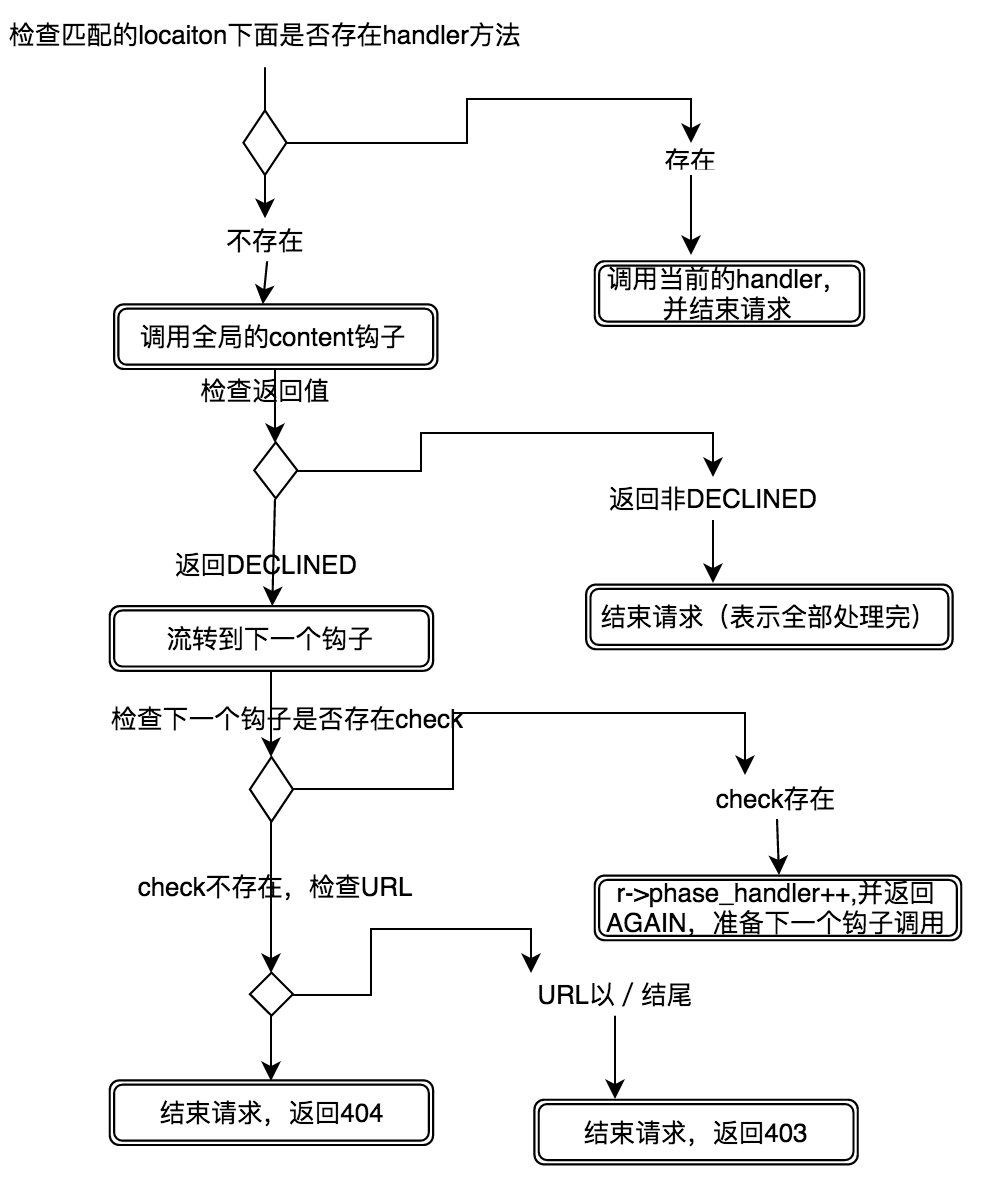 检查匹配的locaiton下面是否存在handler方法
存在
不存在
调用当前的handler，
并结束请求
调用全局的content钩子
检查返回值
返回非DECLINED
返回DECLINED
结束请求（表示全部处理完）
流转到下一个钩子
检查下一个钩子是否存在check
check存在
check不存在，检查URL
r->phase_handler++,并返回
AGAIN，准备下一个钩子调用
URL以 / 结尾
结束请求，返回404
结束请求，返回403